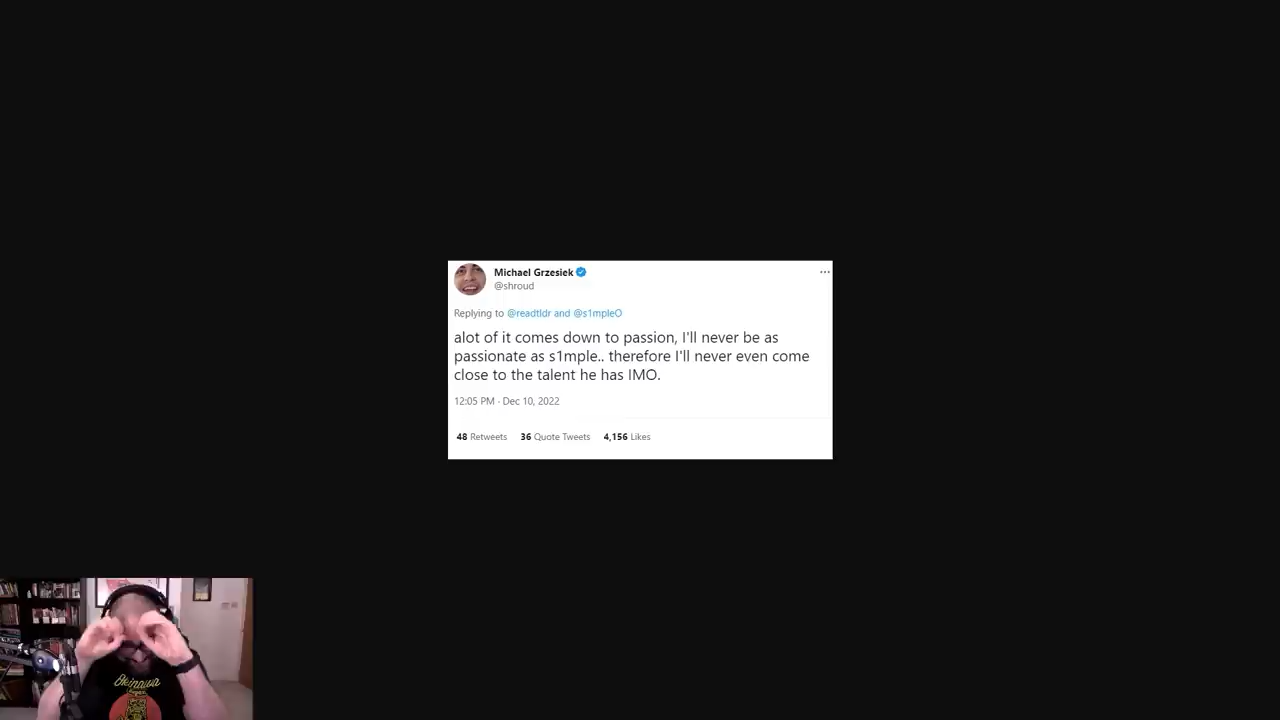 Michael Grzesiek
@shroud
Replying to @readtldr and @s1mpleO
alot of it comes down to passion, I'll never be as
passionate as s1mple.. therefore I'll never even come
close to the talent he has IMO.
12:05 PM · Dec 10, 2022
48 Retweets 36 Quote Tweets 4,156 Likes
Okinawa